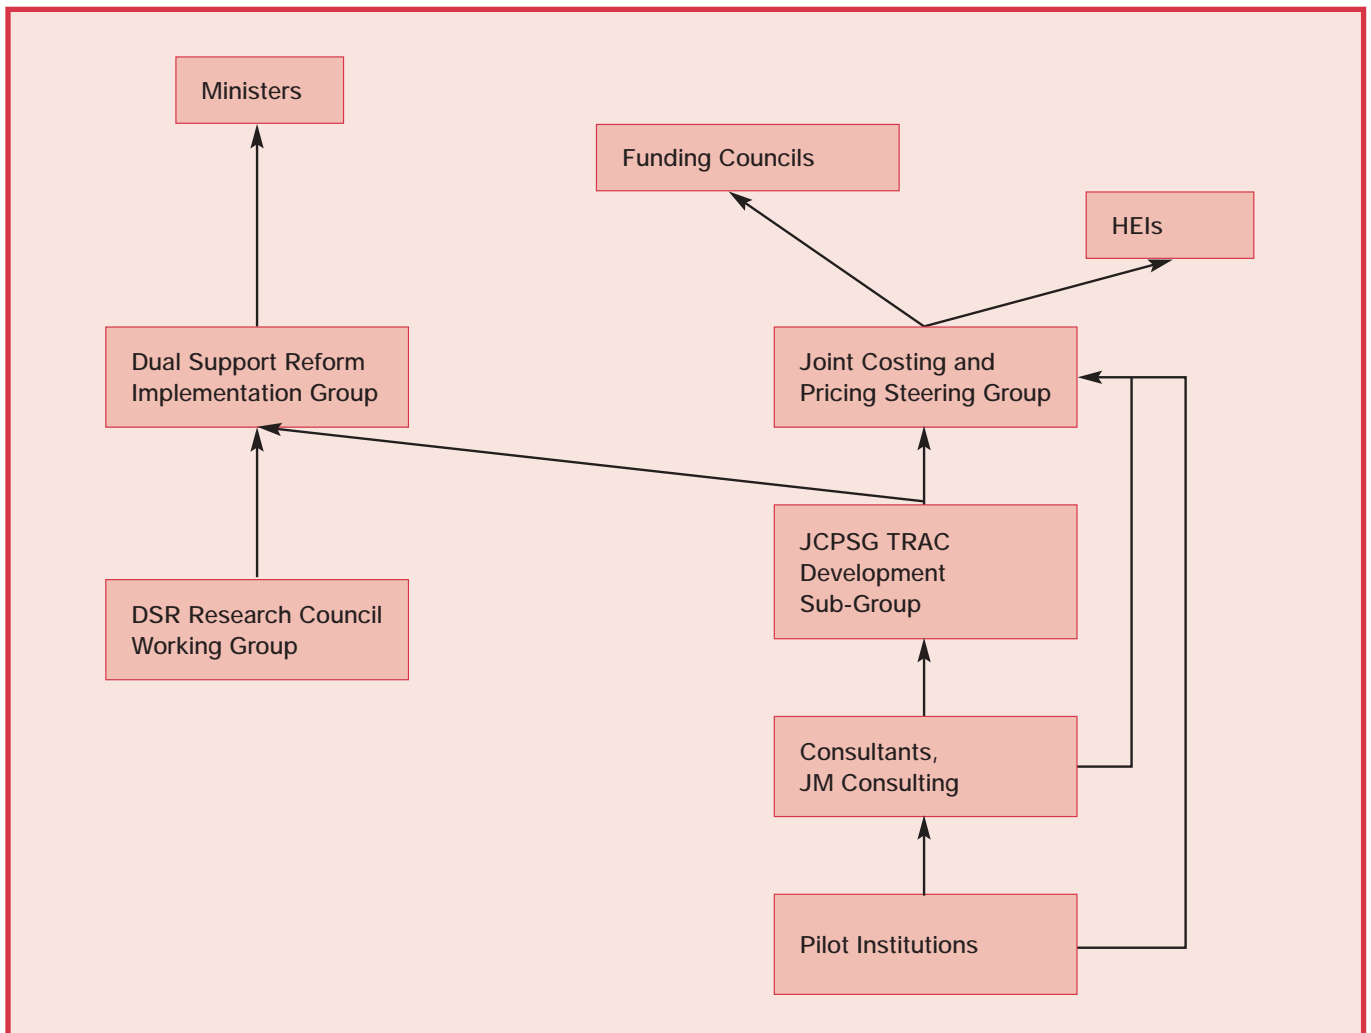 Ministers
Funding Councils
HEIs
Dual Support Reform
Implementation Group
Joint Costing and
Pricing Steering Group
JCPSG TRAC
Development
Sub-Group
DSR Research Council
Working Group
Consultants,
JM Consulting
Pilot Institutions